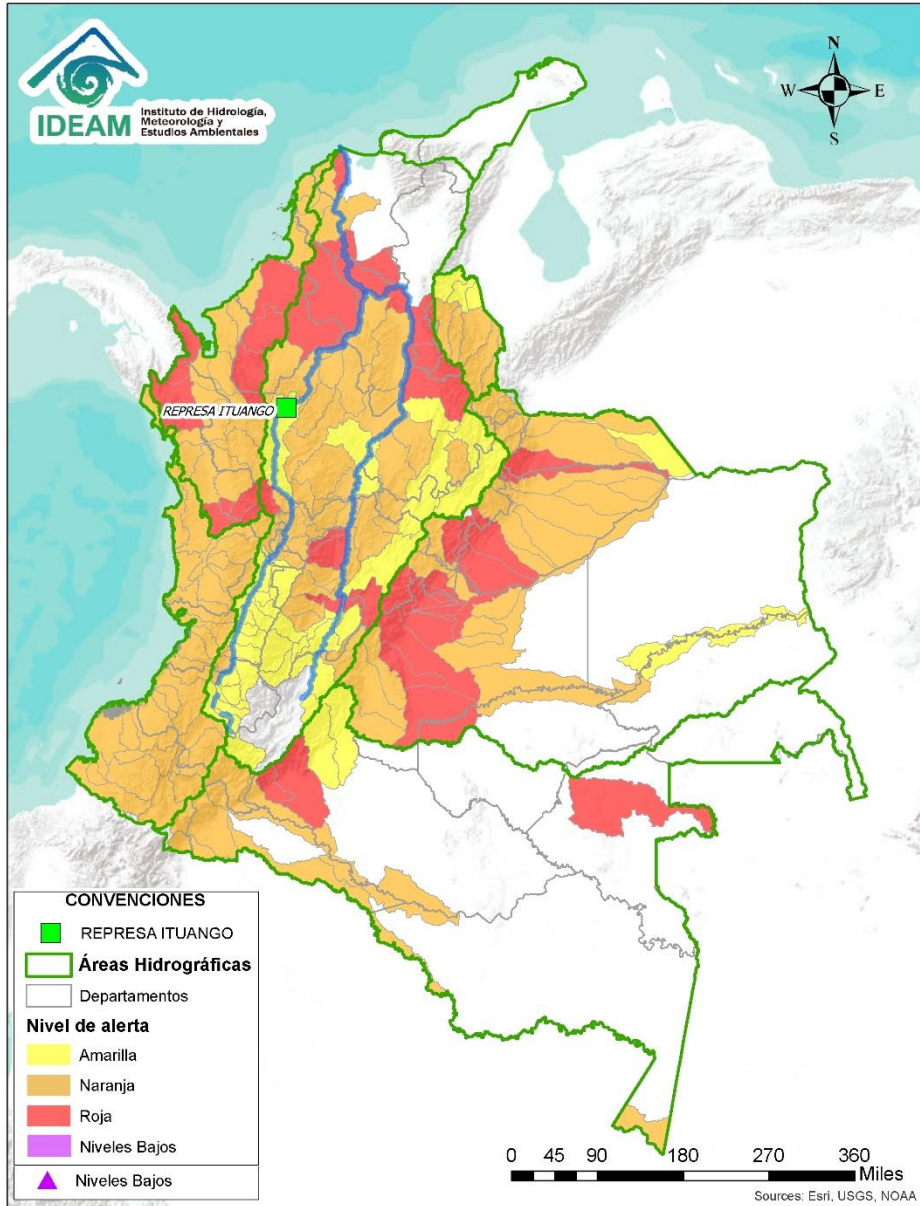 IDEAM
Instituto de Hidrología,
Meteorología y
Estudios Ambientales
N
W
E
S
REPRESA ITUANGO
CONVENCIONES
REPRESA ITUANGO
Áreas Hidrográficas
Departamentos
Nivel de alerta
Amarilla
Naranja
Roja
Niveles Bajos
Niveles Bajos
0 45 90 180 270 360
Miles
Sources: Esri, USGS, NOAA